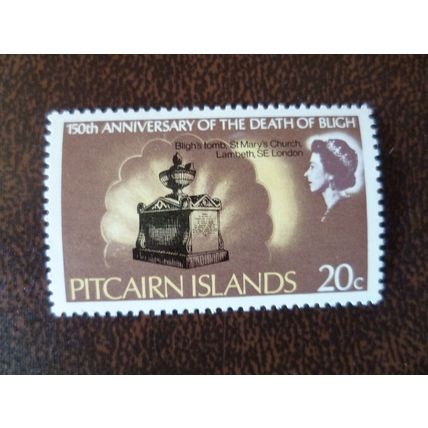 150th ANNIVERSARY OF THE DEATH OF BLIGH
Bligh's tomb, St Mary's Church,
Lambeth, SE London
PITCAIRN ISLANDS
20c